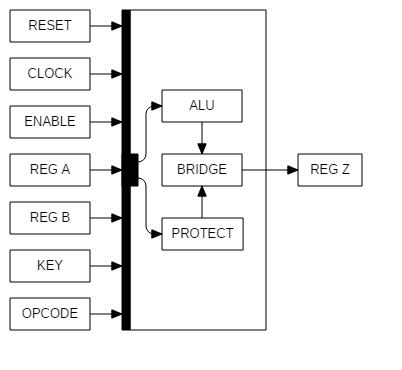 RESET
CLOCK
ENABLE
REG A
REG B
KEY
OPCODE
ALU
BRIDGE
PROTECT
REG Z